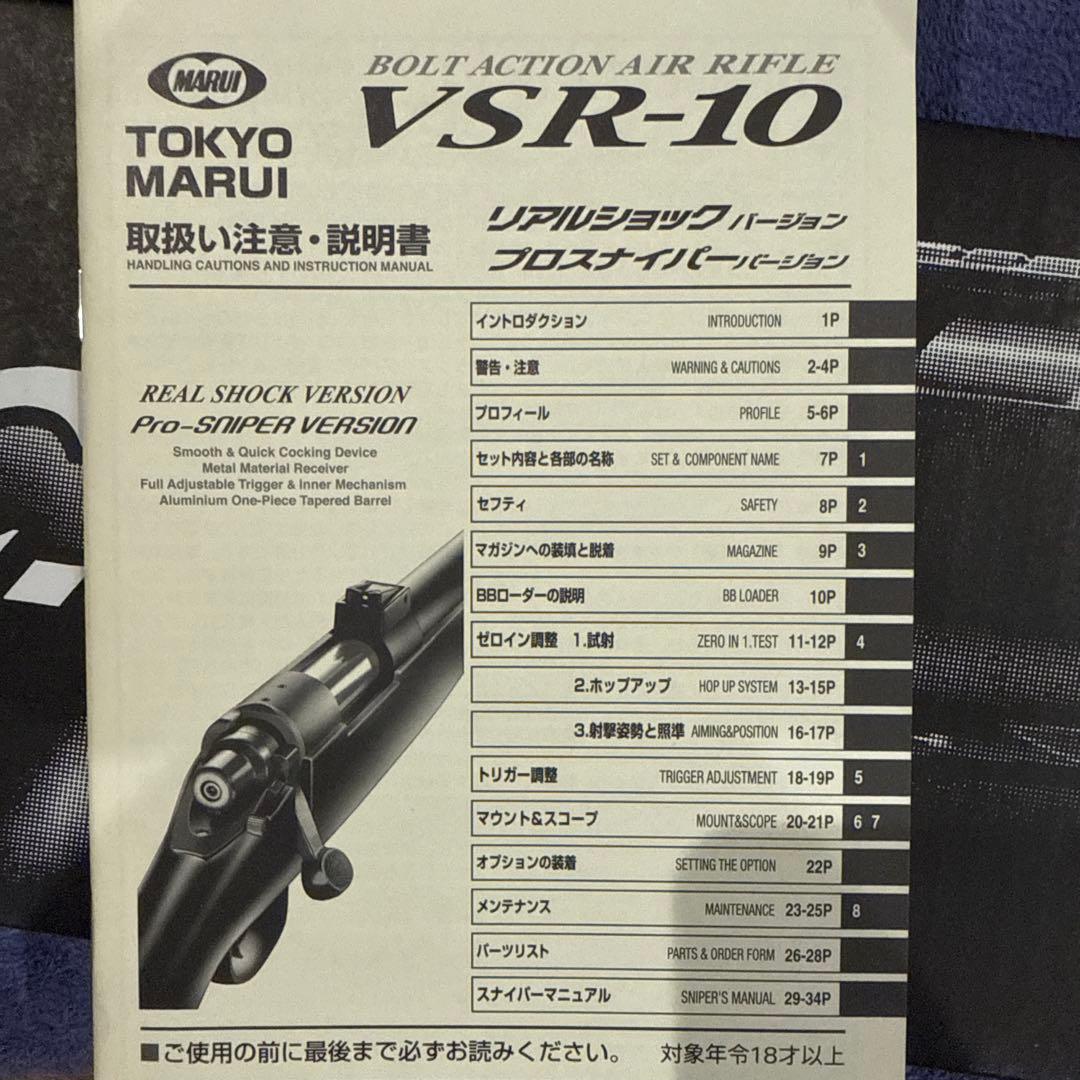 MARUI
TOKYO
MARUI
BOLT ACTION AIR RIFLE
VSR-10
取扱い注意・説明書
HANDLING CAUTIONS AND INSTRUCTION MANUAL
リアルショックバージョン
プロスナイパーバージョン
REAL SHOCK VERSION
Pro-SNIPER VERSION
Smooth & Quick Cocking Device
Metal Material Receiver
Full Adjustable Trigger & Inner Mechanism
Aluminium One-Piece Tapered Barrel
イントロダクション INTRODUCTION 1P
警告・注意 WARNING & CAUTIONS 2-4P
プロフィール PROFILE 5-6P
セット内容と各部の名称 SET & COMPONENT NAME 7P 1
セフティ SAFETY 8P 2
マガジンへの装填と脱着 MAGAZINE 9P 3
BBローダーの説明 BB LOADER 10P
ゼロイン調整 1.試射 ZERO IN 1.TEST 11-12P 4
2.ホップアップ HOP UP SYSTEM 13-15P
3.射撃姿勢と照準 AIMING&POSITION 16-17P
トリガー調整 TRIGGER ADJUSTMENT 18-19P 5
マウント&スコープ MOUNT&SCOPE 20-21P 6 7
オプションの装着 SETTING THE OPTION 22P
メンテナンス MAINTENANCE 23-25P 8
パーツリスト PARTS & ORDER FORM 26-28P
スナイパーマニュアル SNIPER'S MANUAL 29-34P
■ご使用の前に最後まで必ずお読みください。 対象年令18才以上